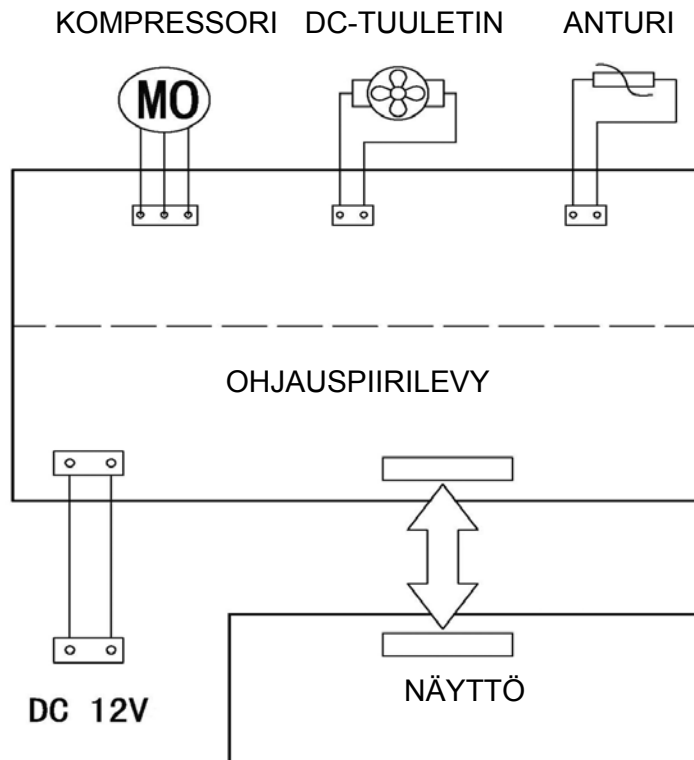 KOMPRESSORI DC-TUULETIN ANTURI
MO
OHJAUSPIIRILEVY
NÄYTTÖ
DC 12V